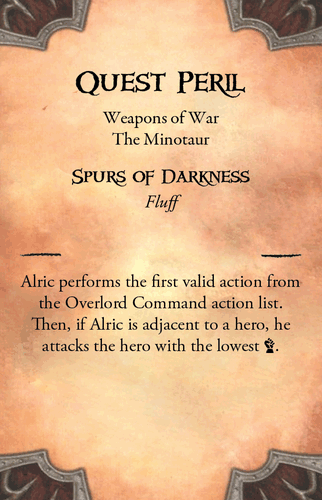 Quest Peril
Weapons of War
The Minotaur
Spurs of Darkness
Fluff
Alric performs the first valid action from
the Overlord Command action list.
Then, if Alric is adjacent to a hero, he
attacks the hero with the lowest .